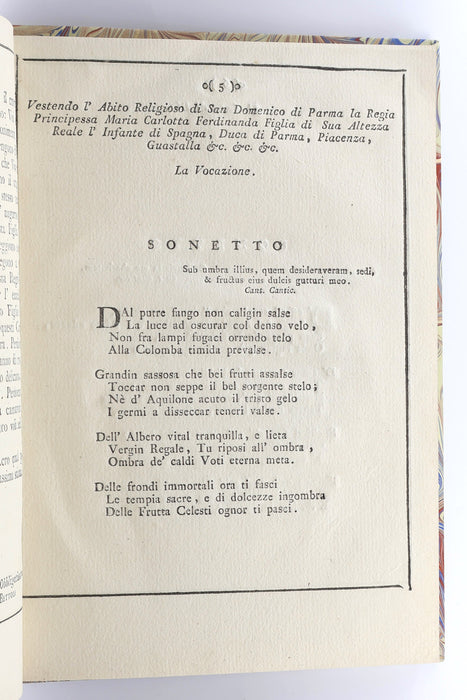 o( 5 )o
Vestendo l' Abito Religioso di San Domenico di Parma la Regia
Principessa Maria Carlotta Ferdinanda Figlia di Sua Altezza
Reale l' Infante di Spagna, Duca di Parma, Piacenza,
Guastalla &c. &c. &c.
La Vocazione.
SONETTO
Sub umbra illius, quem desideraveram, sedi,
& fructus ejus dulcis gutturi meo.
Cant. Cantic.
DAl putre fango non caligin salse
La luce ad oscurar col denso velo,
Non fra lampi fugaci orrendo telo
Alla Colomba timida prevalse.
Grandin sassosa che bei frutti assalse
Toccar non seppe il bel sorgente stelo;
Nè d' Aquilone acuto il tristo gelo
I germi a disseccar teneri valse.
Dell' Albero vital tranquilla, e lieta
Vergin Regale, Tu riposi all' ombra,
Ombra de' caldi Voti eterna meta.
Delle frondi immortali ora ti fasci
Le tempia sacre, e di dolcezze ingombra
Delle Frutta Celesti ognor ti pasci.